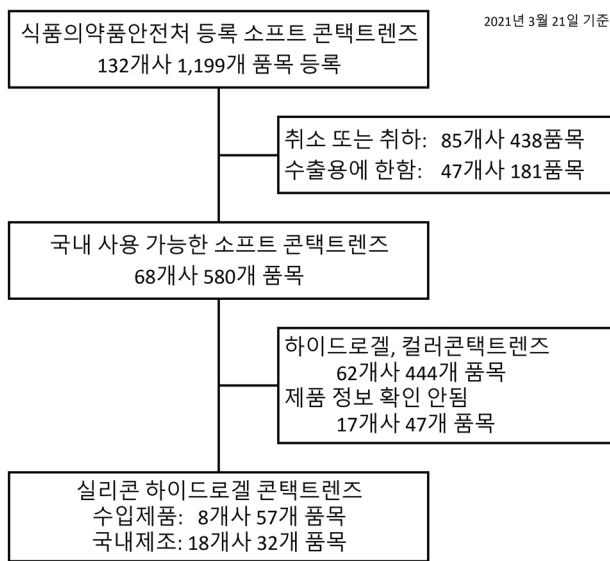 2021년 3월 21일 기준
식품의약품안전처 등록 소프트 콘택트렌즈
132개사 1,199개 품목 등록
취소 또는 취하: 85개사 438품목
수출용에 한함: 47개사 181품목
국내 사용 가능한 소프트 콘택트렌즈
68개사 580개 품목
하이드로겔, 컬러콘택트렌즈
62개사 444개 품목
제품 정보 확인 안됨
17개사 47개 품목
실리콘 하이드로겔 콘택트렌즈
수입제품: 8개사 57개 품목
국내제조: 18개사 32개 품목